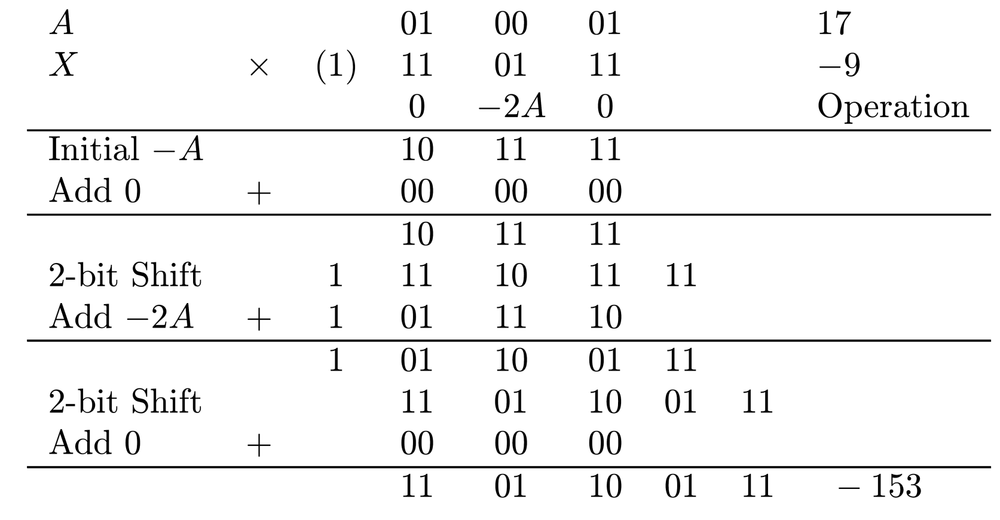 A 01 00 01 17
X × (1) 11 01 11 −9
0 −2A 0 Operation
Initial −A 10 11 11
Add 0 + 00 00 00
10 11 11
2-bit Shift 1 11 10 11 11
Add −2A + 1 01 11 10
1 01 10 01 11
2-bit Shift 11 01 10 01 11
Add 0 + 00 00 00
11 01 10 01 11 − 153